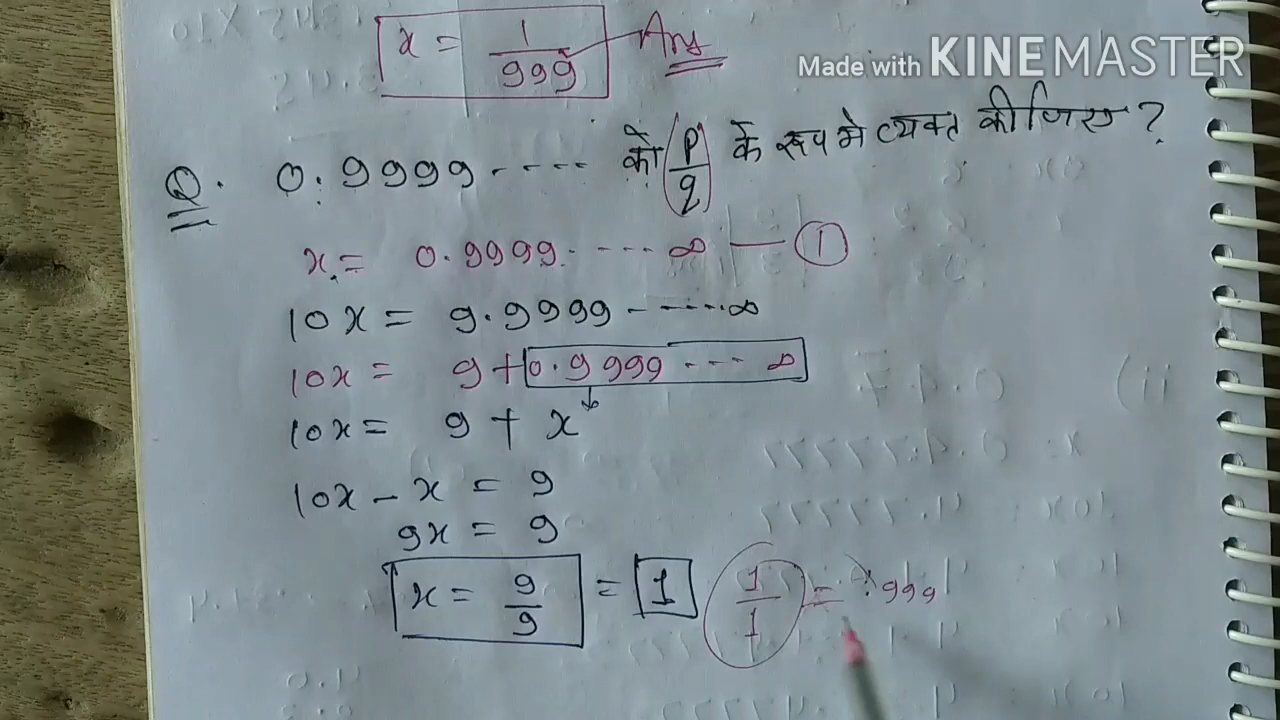 x = 1/999 Ans
Made with KINEMASTER
Q. 0.9999..... को (p/q) के रूप मे व्यक्त कीजिए ?
x = 0.9999..... ∞ — ①
10x = 9.9999- ----.. ∞
10x = 9+0.9999 --- ∞
10x = 9 + x
10x - x = 9
9x = 9
x = 9/9 = 1 1/1 = .999